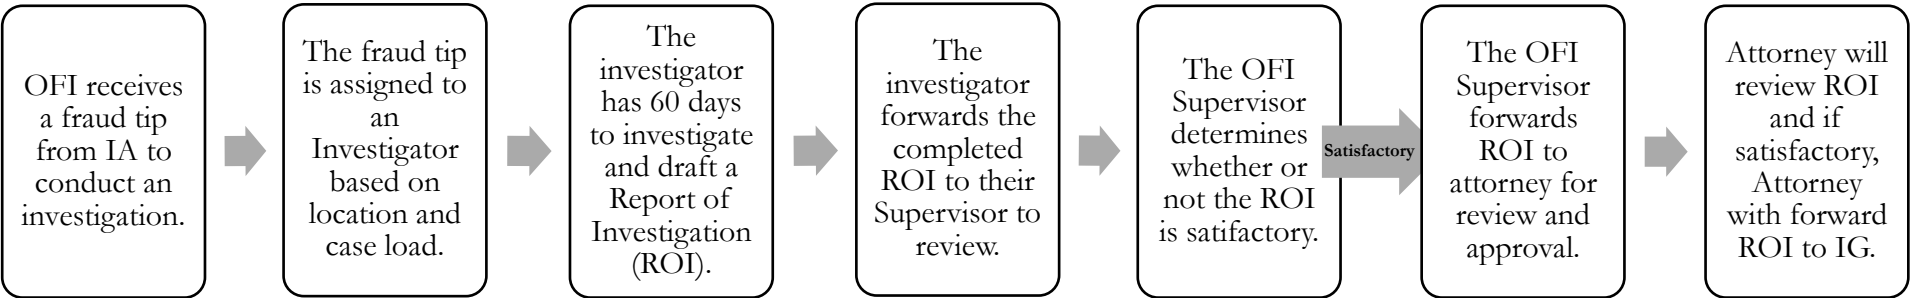 OFI receives
a fraud tip
from IA to
conduct an
investigation.
The fraud tip
is assigned to
an
Investigator
based on
location and
case load.
The
investigator
has 60 days
to investigate
and draft a
Report of
Investigation
(ROI).
The
investigator
forwards the
completed
ROI to their
Supervisor to
review.
The OFI
Supervisor
determines
whether or
not the ROI
is satifactory.
Satisfactory
The OFI
Supervisor
forwards
ROI to
attorney for
review and
approval.
Attorney will
review ROI
and if
satisfactory,
Attorney
with forward
ROI to IG.